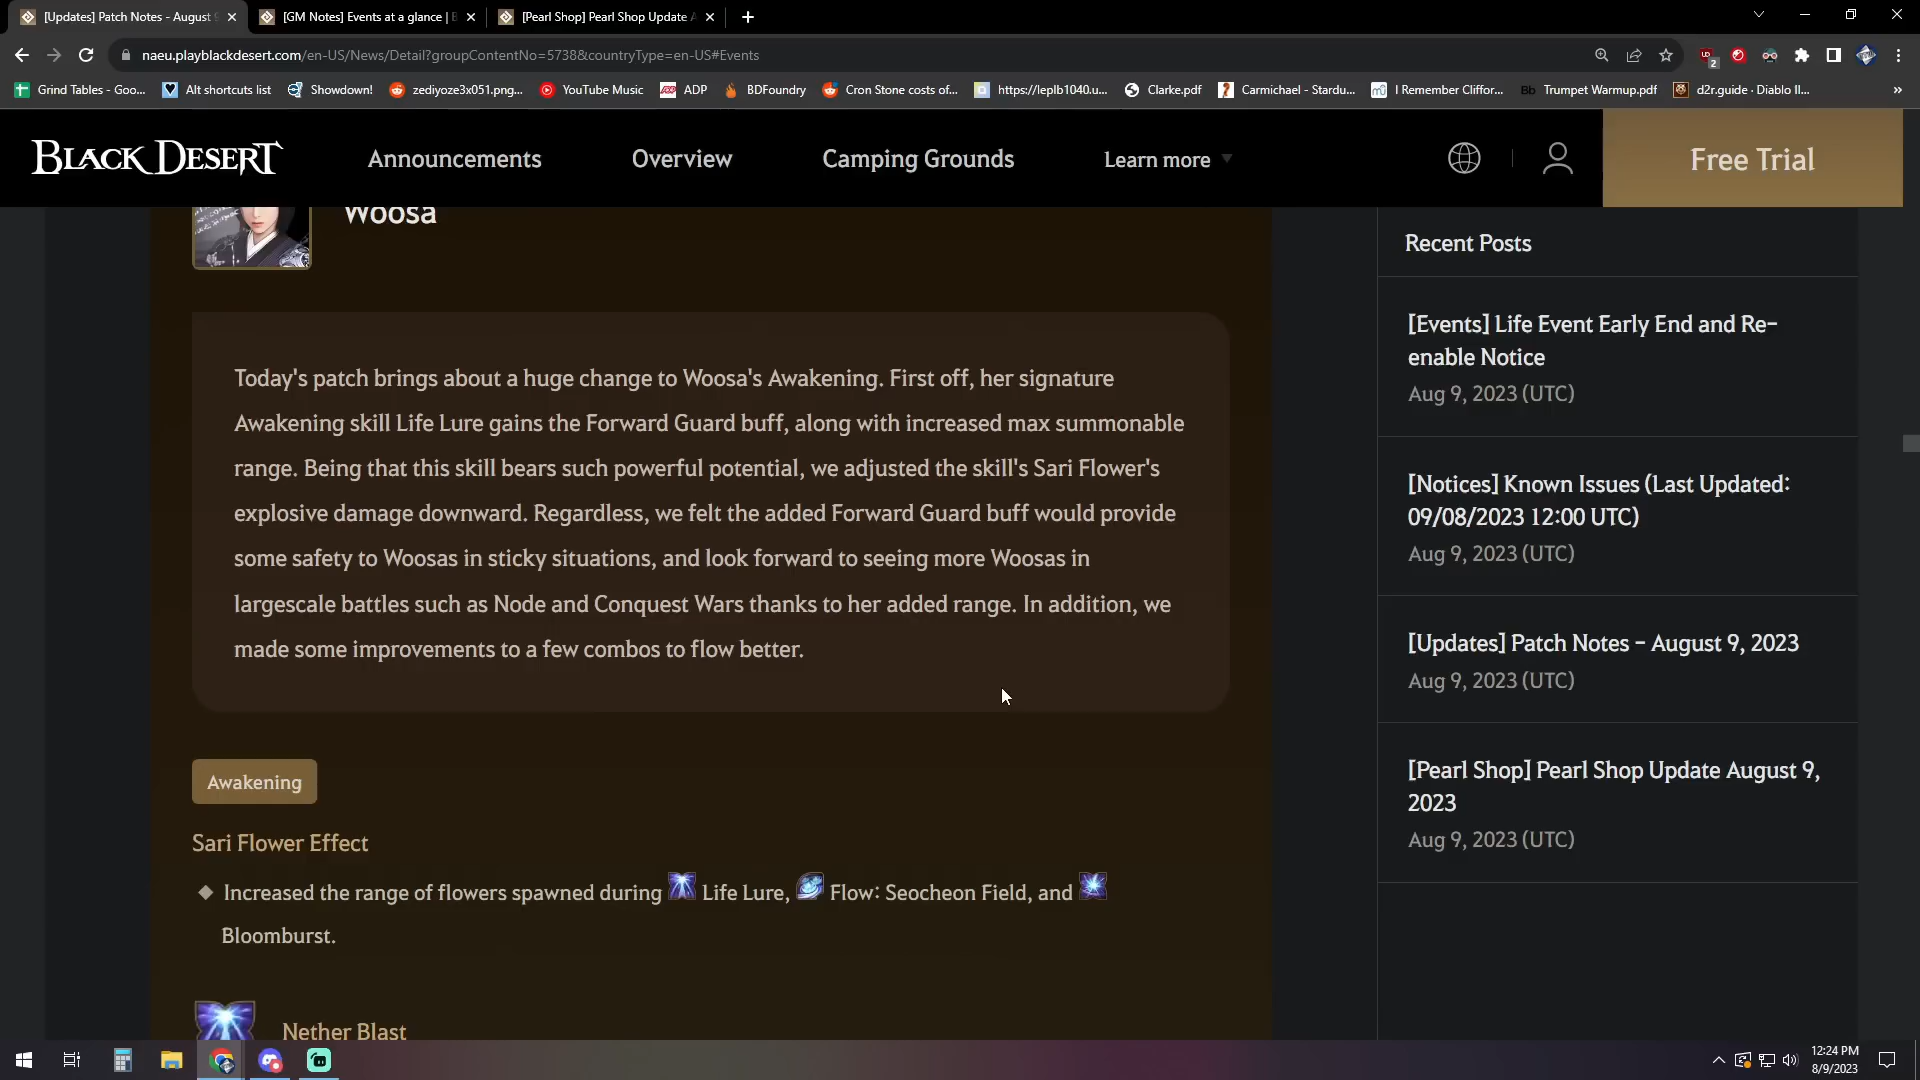 [Updates] Patch Notes - August 9
[GM Notes] Events at a glance | B
[Pearl Shop] Pearl Shop Update A
naeu.playblackdesert.com/en-US/News/Detail?groupContentNo=5738&countryType=en-US#Events
2
Grind Tables - Goo...
Alt shortcuts list
Showdown!
zediyoze3x051.png...
YouTube Music
ADP
BDFoundry
Cron Stone costs of...
https://leplb1040.u...
Clarke.pdf
Carmichael - Stardu...
I Remember Cliffor...
Bb Trumpet Warmup.pdf
d2r.guide · Diablo II...
»
BLACK DESERT
Announcements
Overview
Camping Grounds
Learn more
Free Trial
Woosa
Today's patch brings about a huge change to Woosa's Awakening. First off, her signature
Awakening skill Life Lure gains the Forward Guard buff, along with increased max summonable
range. Being that this skill bears such powerful potential, we adjusted the skill's Sari Flower's
explosive damage downward. Regardless, we felt the added Forward Guard buff would provide
some safety to Woosas in sticky situations, and look forward to seeing more Woosas in
largescale battles such as Node and Conquest Wars thanks to her added range. In addition, we
made some improvements to a few combos to flow better.
Awakening
Sari Flower Effect
Increased the range of flowers spawned during Life Lure, Flow: Seocheon Field, and
Bloomburst.
Nether Blast
Recent Posts
[Events] Life Event Early End and Re-
enable Notice
Aug 9, 2023 (UTC)
[Notices] Known Issues (Last Updated:
09/08/2023 12:00 UTC)
Aug 9, 2023 (UTC)
[Updates] Patch Notes - August 9, 2023
Aug 9, 2023 (UTC)
[Pearl Shop] Pearl Shop Update August 9,
2023
Aug 9, 2023 (UTC)
12:24 PM
8/9/2023